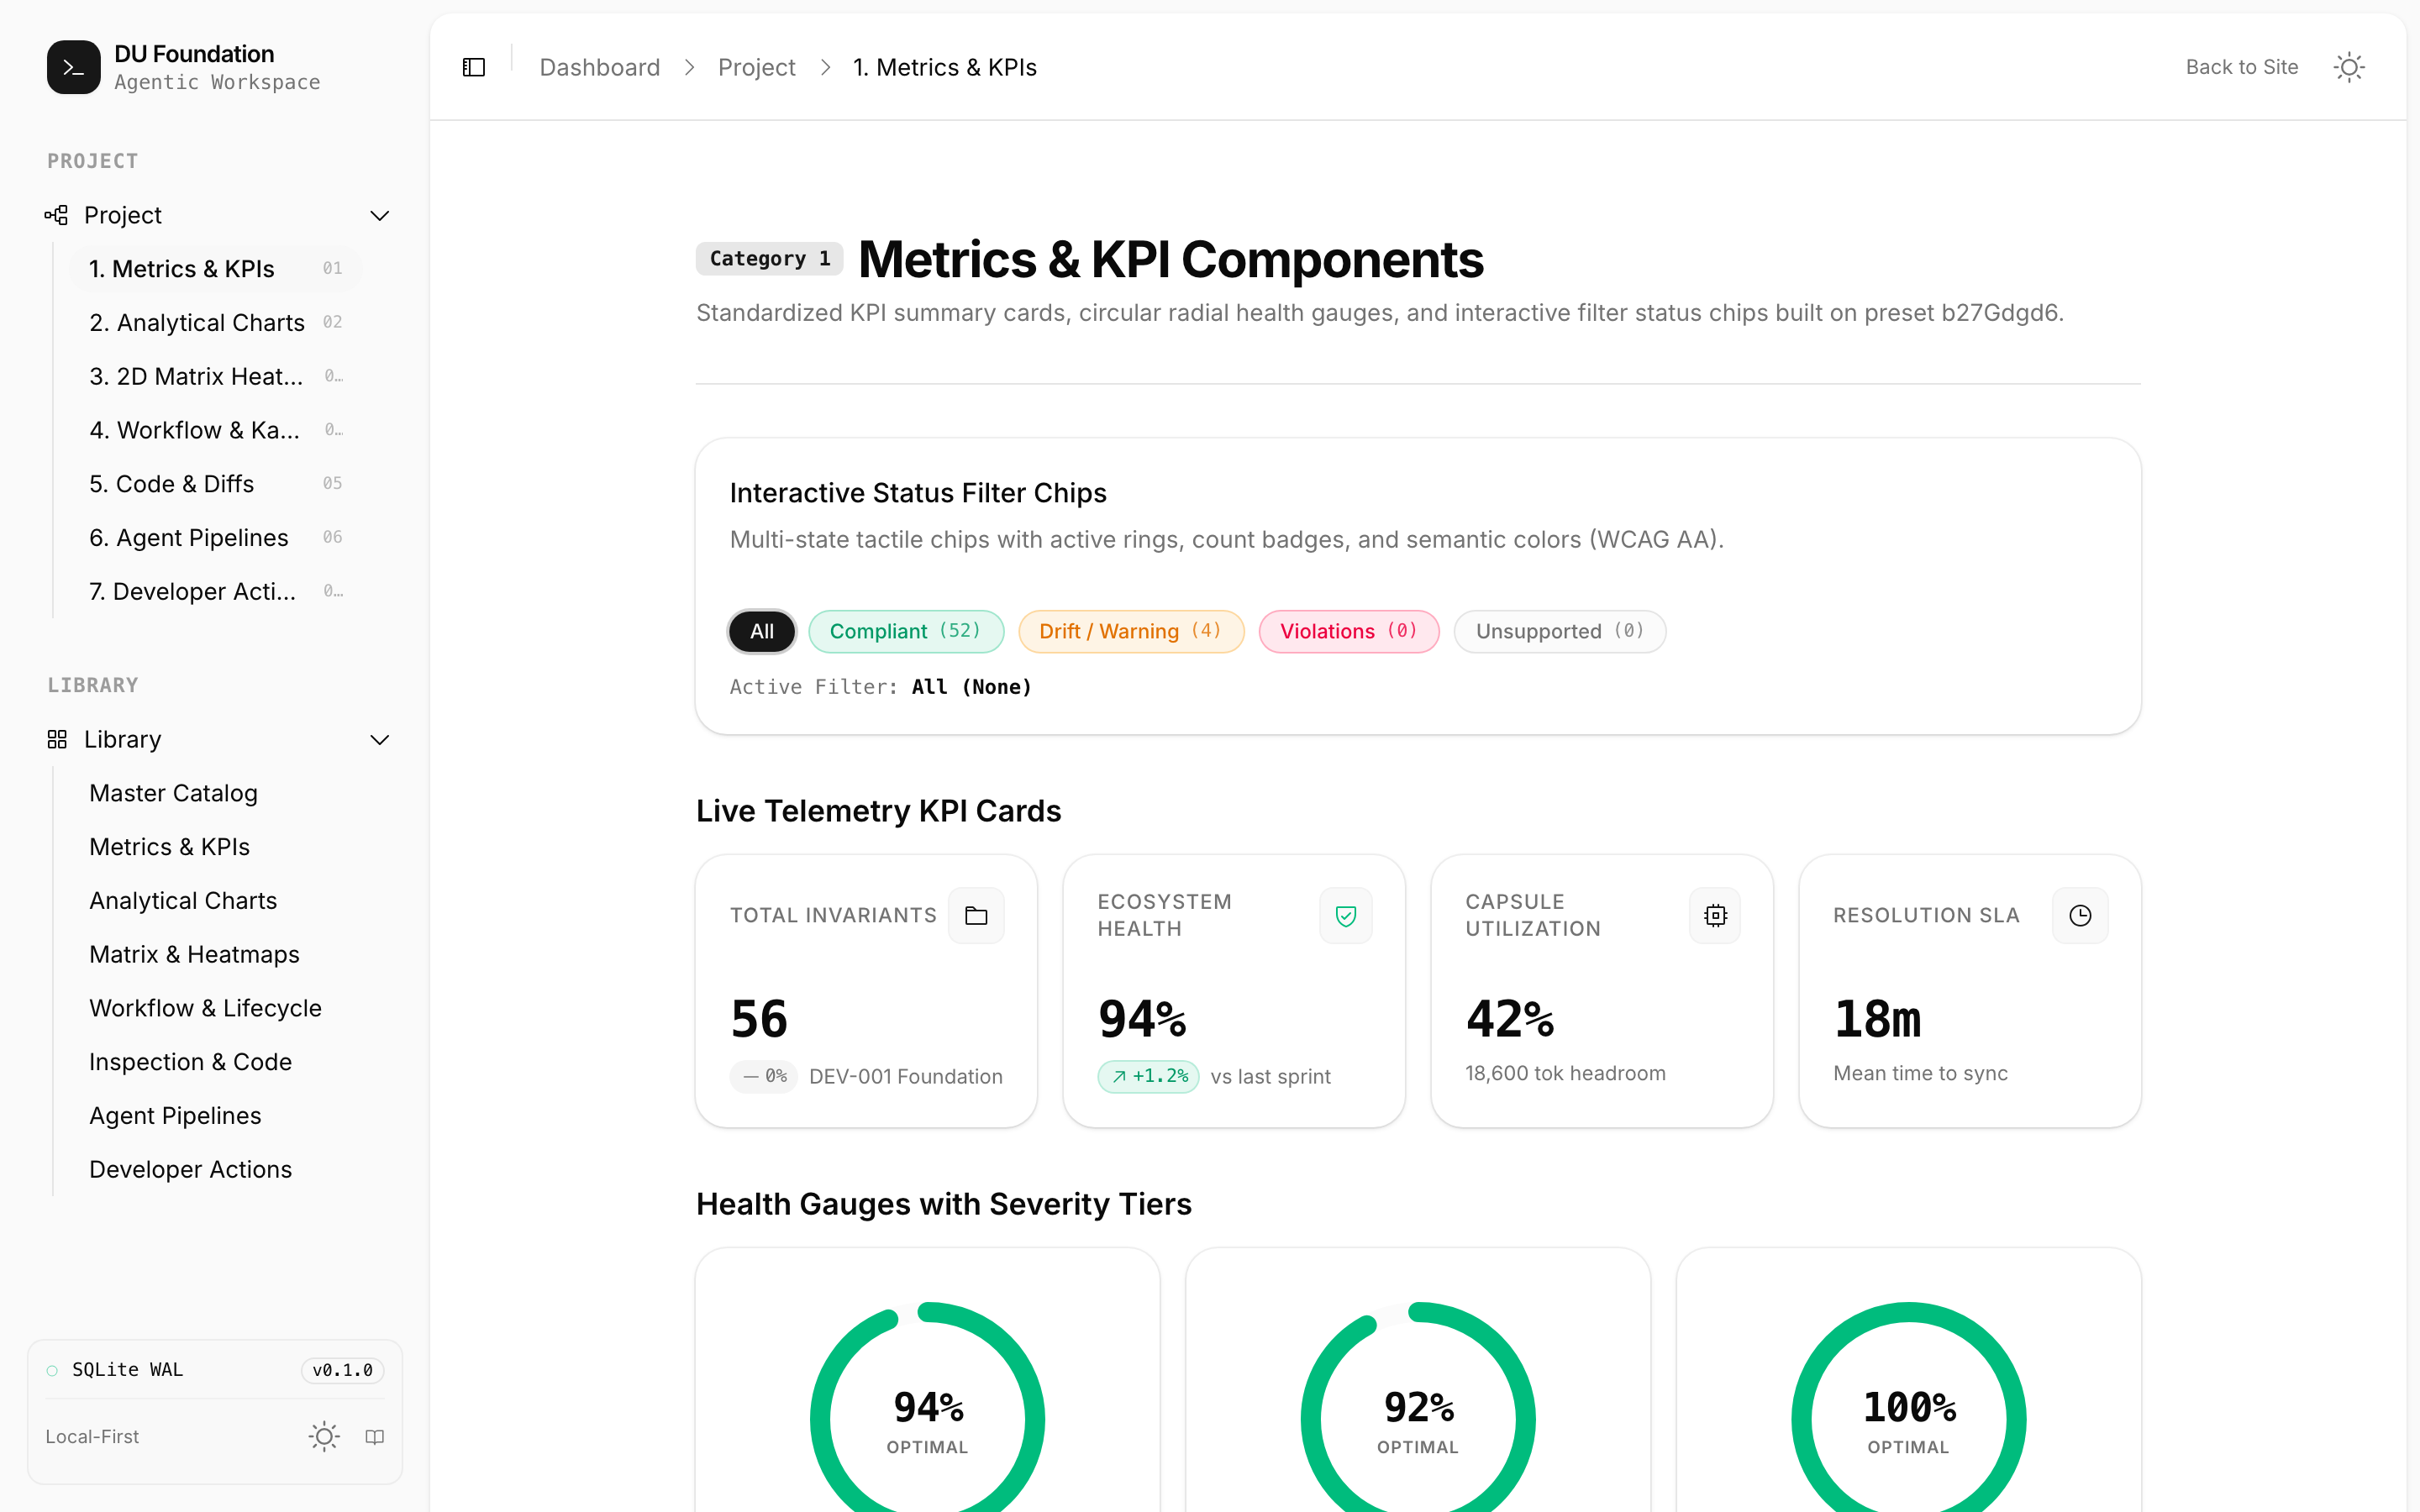 DU Foundation
Agentic Workspace
PROJECT
Project
1. Metrics & KPIs 01
2. Analytical Charts 02
3. 2D Matrix Heat... 0...
4. Workflow & Ka... 0...
5. Code & Diffs 05
6. Agent Pipelines 06
7. Developer Acti... 0...
LIBRARY
Library
Master Catalog
Metrics & KPIs
Analytical Charts
Matrix & Heatmaps
Workflow & Lifecycle
Inspection & Code
Agent Pipelines
Developer Actions
SQLite WAL v0.1.0
Local-First
Dashboard > Project > 1. Metrics & KPIs
Back to Site
Category 1 Metrics & KPI Components
Standardized KPI summary cards, circular radial health gauges, and interactive filter status chips built on preset b27Gdgd6.
Interactive Status Filter Chips
Multi-state tactile chips with active rings, count badges, and semantic colors (WCAG AA).
All Compliant (52) Drift / Warning (4) Violations (0) Unsupported (0)
Active Filter: All (None)
Live Telemetry KPI Cards
TOTAL INVARIANTS
56
— 0% DEV-001 Foundation
ECOSYSTEM
HEALTH
94%
+1.2% vs last sprint
CAPSULE
UTILIZATION
42%
18,600 tok headroom
RESOLUTION SLA
18m
Mean time to sync
Health Gauges with Severity Tiers
94%
OPTIMAL
92%
OPTIMAL
100%
OPTIMAL